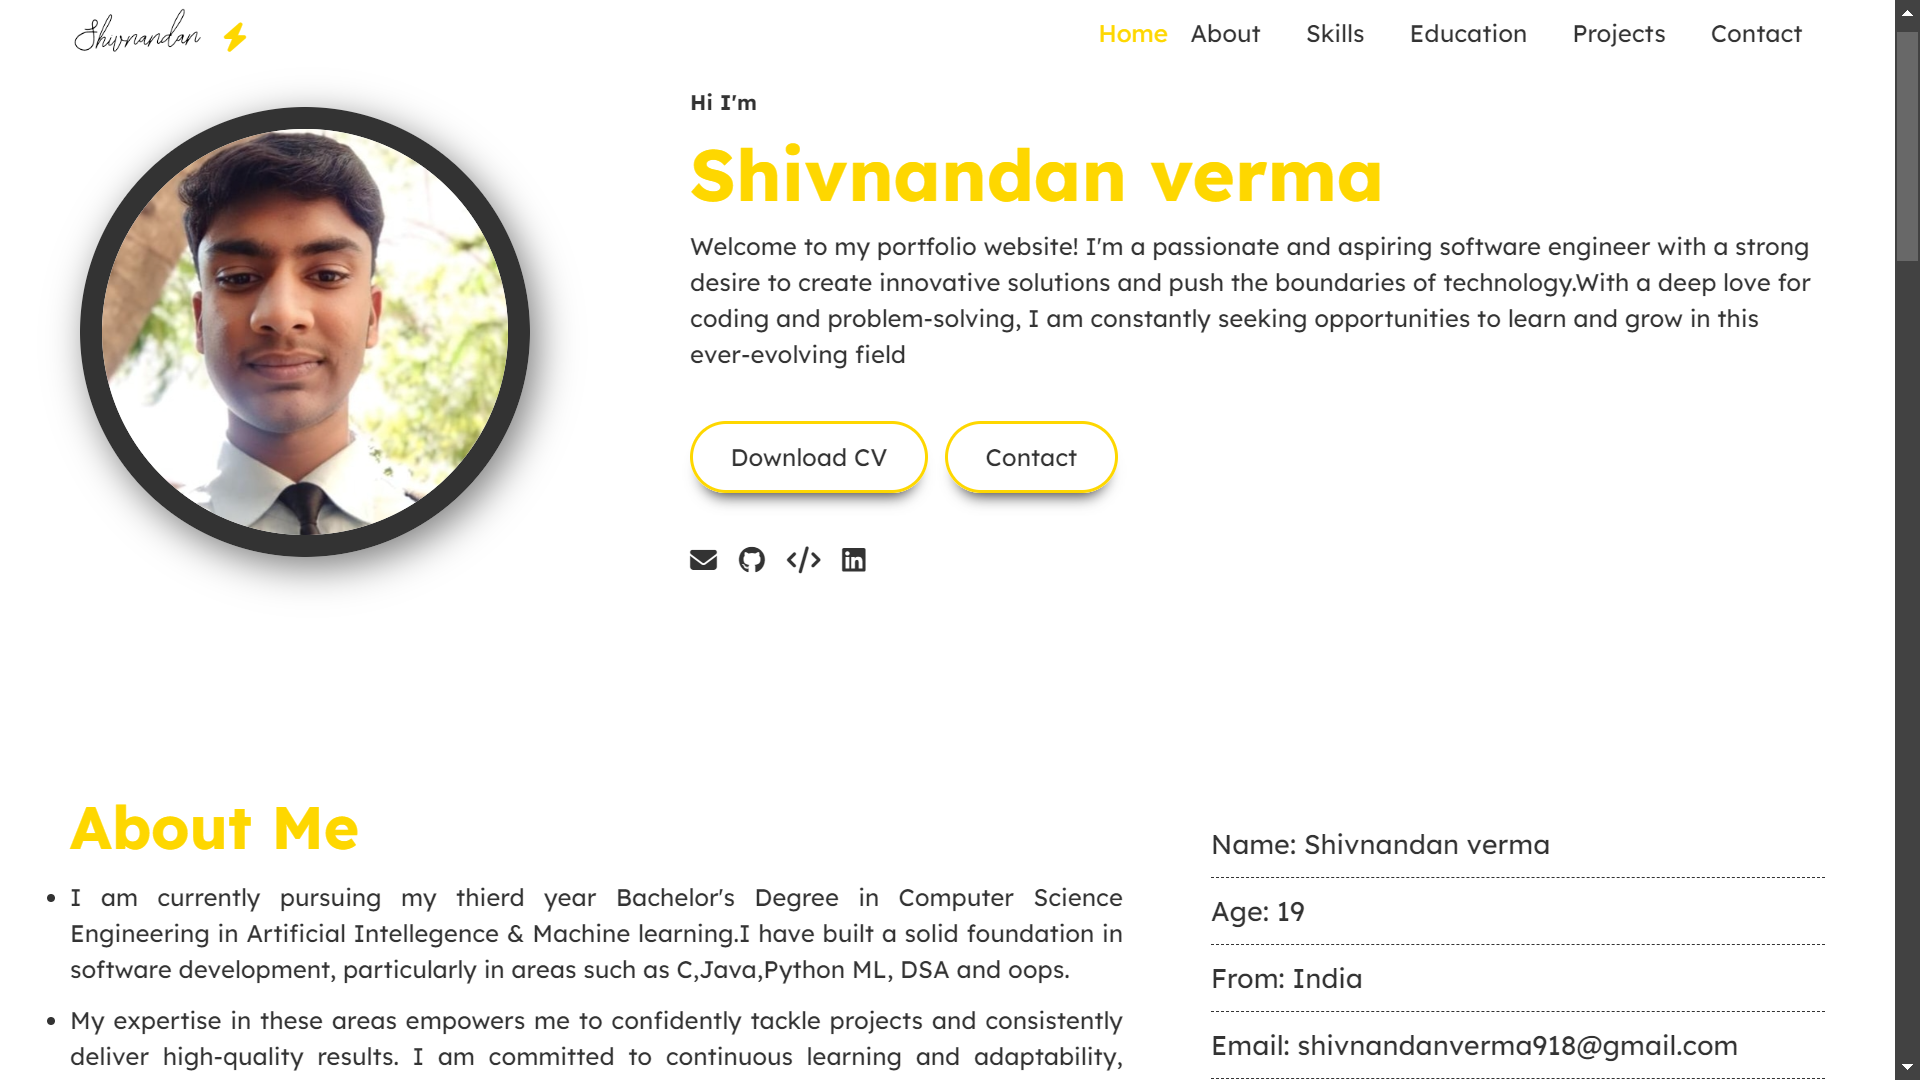 Shivnandan
Home About Skills Education Projects Contact
Hi I'm
Shivnandan verma
Welcome to my portfolio website! I'm a passionate and aspiring software engineer with a strong
desire to create innovative solutions and push the boundaries of technology.With a deep love for
coding and problem-solving, I am constantly seeking opportunities to learn and grow in this
ever-evolving field
Download CV Contact
About Me
I am currently pursuing my thierd year Bachelor's Degree in Computer Science
Engineering in Artificial Intellegence & Machine learning.I have built a solid foundation in
software development, particularly in areas such as C,Java,Python ML, DSA and oops.
My expertise in these areas empowers me to confidently tackle projects and consistently
deliver high-quality results. I am committed to continuous learning and adaptability,
Name: Shivnandan verma
Age: 19
From: India
Email: shivnandanverma918@gmail.com